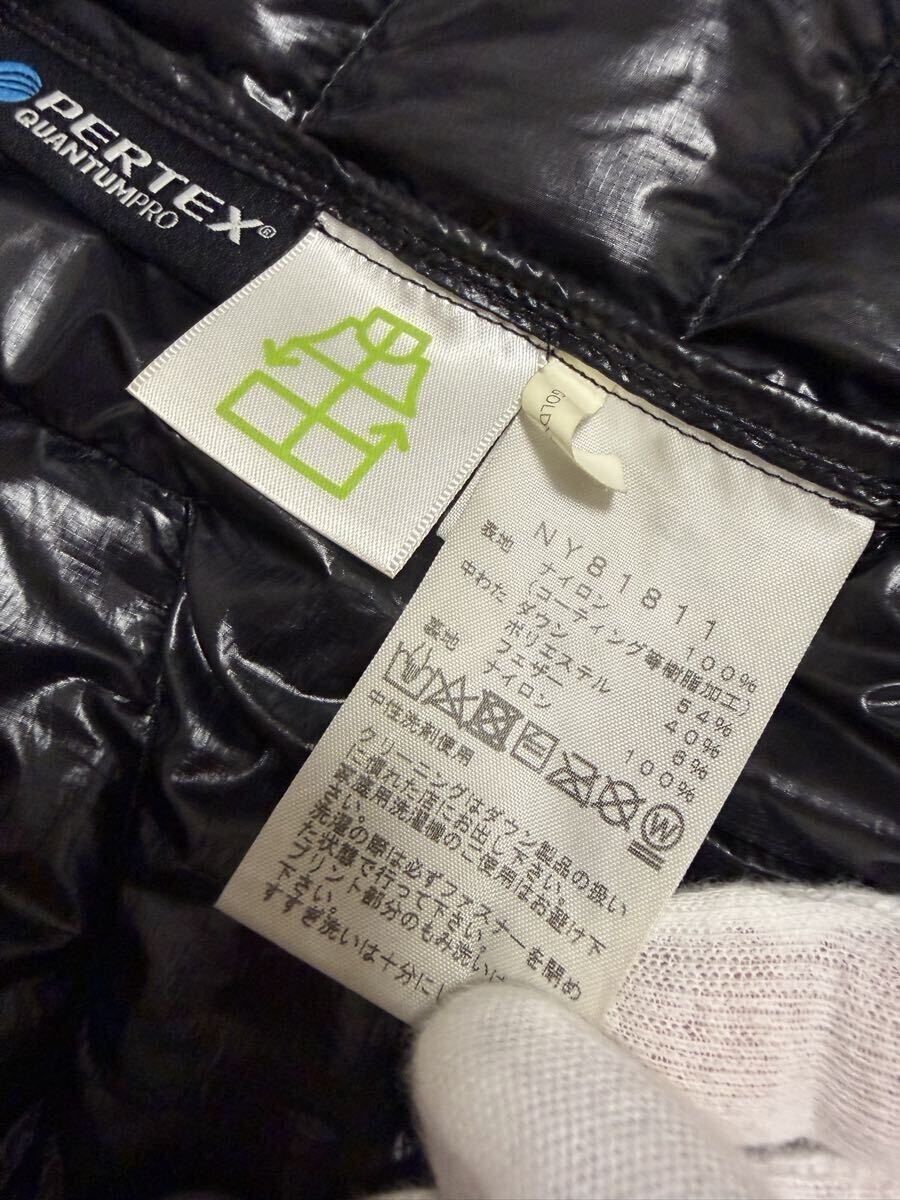 PERTEX®
QUANTUMPRO
GOLD
NY8181
表地 ナイロン 100%
(コーティング等樹脂加工)
中わた ダウン 54%
ポリエステル 40%
フェザー 6%
裏地 ナイロン 100%
W
中性洗剤使用
クリーニングはダウン製品の扱い
に慣れた店にお出し下さい。
家庭用洗濯機のご使用はお避け下
さい。
洗濯の際は必ずファスナーを閉め
た状態で行って下さい。
プリント部分のもみ洗いは
下さい。
すすぎ洗いは十分にし